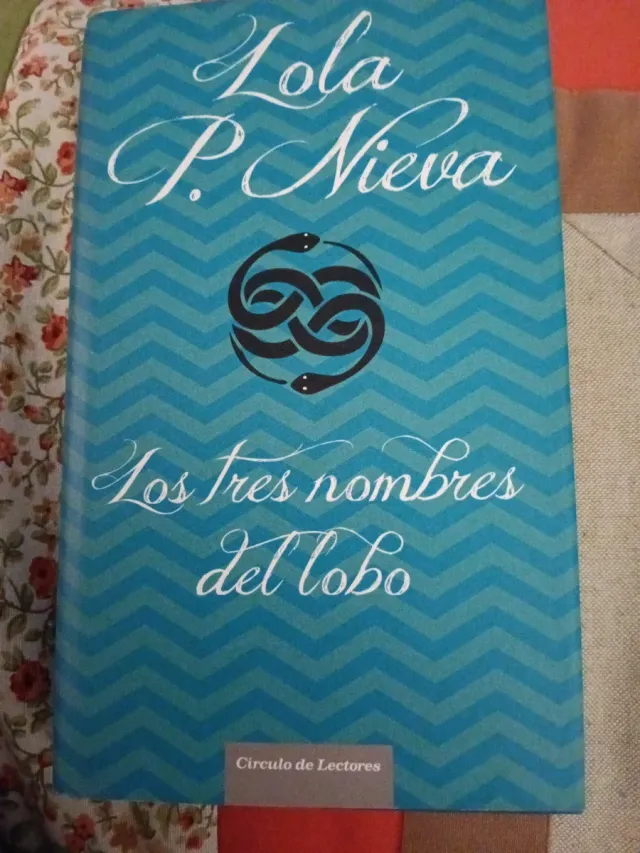 Lola
P. Nieva
Los tres nombres
del lobo
Círculo de Lectores